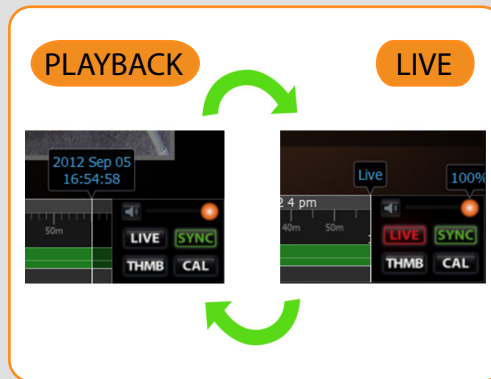 PLAYBACK
LIVE
2012 Sep 05
16:54:58
50m
LIVE SYNC
THMB CAL
Live
100%
2 4 pm
40m 50m
LIVE SYNC
THMB CAL